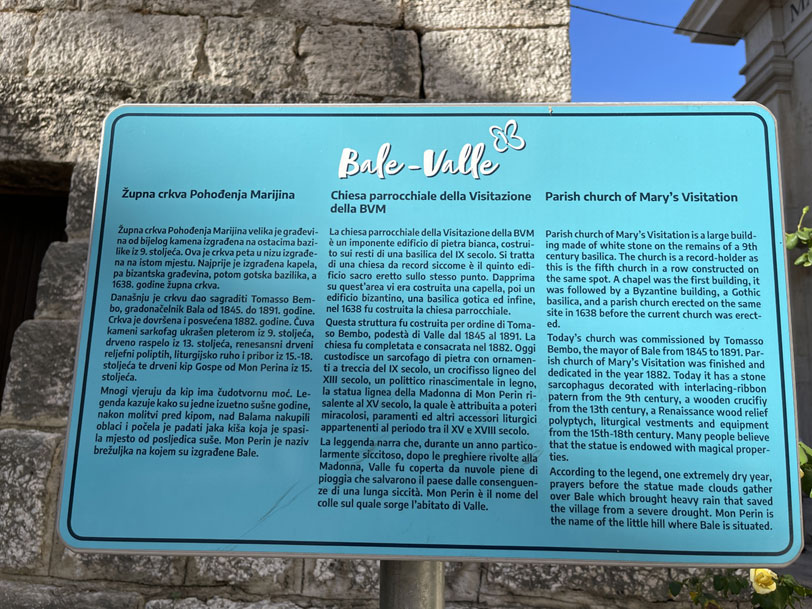 Bale-Valle
Župna crkva Pohođenja Marijina
Župna crkva Pohođenja Marijina velika je građevi-
na od bijelog kamena izgrađena na ostacima bazi-
like iz 9. stoljeća. Ova je crkva peta u nizu izgrađe-
na na istom mjestu. Najprije je izgrađena kapela,
pa bizantska građevina, potom gotska bazilika, a
1638. godine župna crkva.
Današnju je crkvu dao sagraditi Tomasso Bem-
bo, gradonačelnik Bala od 1845. do 1891. godine.
Crkva je dovršena i posvećena 1882. godine. Čuva
kameni sarkofag ukrašen pleterom iz 9. stoljeća,
drveno raspelo iz 13. stoljeća, renesansni drveni
reljefni poliptih, liturgijsko ruho i pribor iz 15.-18.
stoljeća te drveni kip Gospe od Mon Perina iz 15.
stoljeća.
Mnogi vjeruju da kip ima čudotvornu moć. Le-
genda kazuje kako su jedne izuzetno sušne godine,
nakon molitvi pred kipom, nad Balama nakupili
oblaci i počela je padati jaka kiša koja je spasi-
la mjesto od posljedica suše. Mon Perin je naziv
brežuljka na kojem su izgrađene Bale.
Chiesa parrocchiale della Visitazione
della BVM
La chiesa parrocchiale della Visitazione della BVM
è un imponente edificio di pietra bianca, costrui-
to sui resti di una basilica del IX secolo. Si tratta
di una chiesa da record siccome è il quinto edi-
ficio sacro eretto sullo stesso punto. Dapprima
su quest'area vi era costruita una capella, poi un
edificio bizantino, una basilica gotica ed infine,
nel 1638 fu costruita la chiesa parrocchiale.
Questa struttura fu costruita per ordine di Toma-
so Bembo, podestà di Valle dal 1845 al 1891. La
chiesa fu completata e consacrata nel 1882. Oggi
custodisce un sarcofago di pietra con ornamen-
ti a treccia del IX secolo, un crocifisso ligneo del
XIII secolo, un polittico rinascimentale in legno,
la statua lignea della Madonna di Mon Perin ri-
salente al XV secolo, la quale è attribuita a poteri
miracolosi, paramenti ed altri accessori liturgici
appartenenti al periodo tra il XV e XVIII secolo.
La leggenda narra che, durante un anno partico-
larmente siccitoso, dopo le preghiere rivolte alla
Madonna, Valle fu coperta da nuvole piene di
pioggia che salvarono il paese dalle conseguen-
ze di una lunga siccità. Mon Perin è il nome del
colle sul quale sorge l'abitato di Valle.
Parish church of Mary's Visitation
Parish church of Mary's Visitation is a large build-
ing made of white stone on the remains of a 9th
century basilica. The church is a record-holder as
this is the fifth church in a row constructed on
the same spot. A chapel was the first building, it
was followed by a Byzantine building, a Gothic
basilica, and a parish church erected on the same
site in 1638 before the current church was erect-
ed.
Today's church was commissioned by Tomasso
Bembo, the mayor of Bale from 1845 to 1891. Par-
ish church of Mary's Visitation was finished and
dedicated in the year 1882. Today it has a stone
sarcophagus decorated with interlacing-ribbon
patern from the 9th century, a wooden crucifiy
from the 13th century, a Renaissance wood relief
polyptych, liturgical vestments and equipment
from the 15th-18th century. Many people believe
that the statue is endowed with magical proper-
ties.
According to the legend, one extremely dry year,
prayers before the statue made clouds gather
over Bale which brought heavy rain that saved
the village from a severe drought. Mon Perin is
the name of the little hill where Bale is situated.